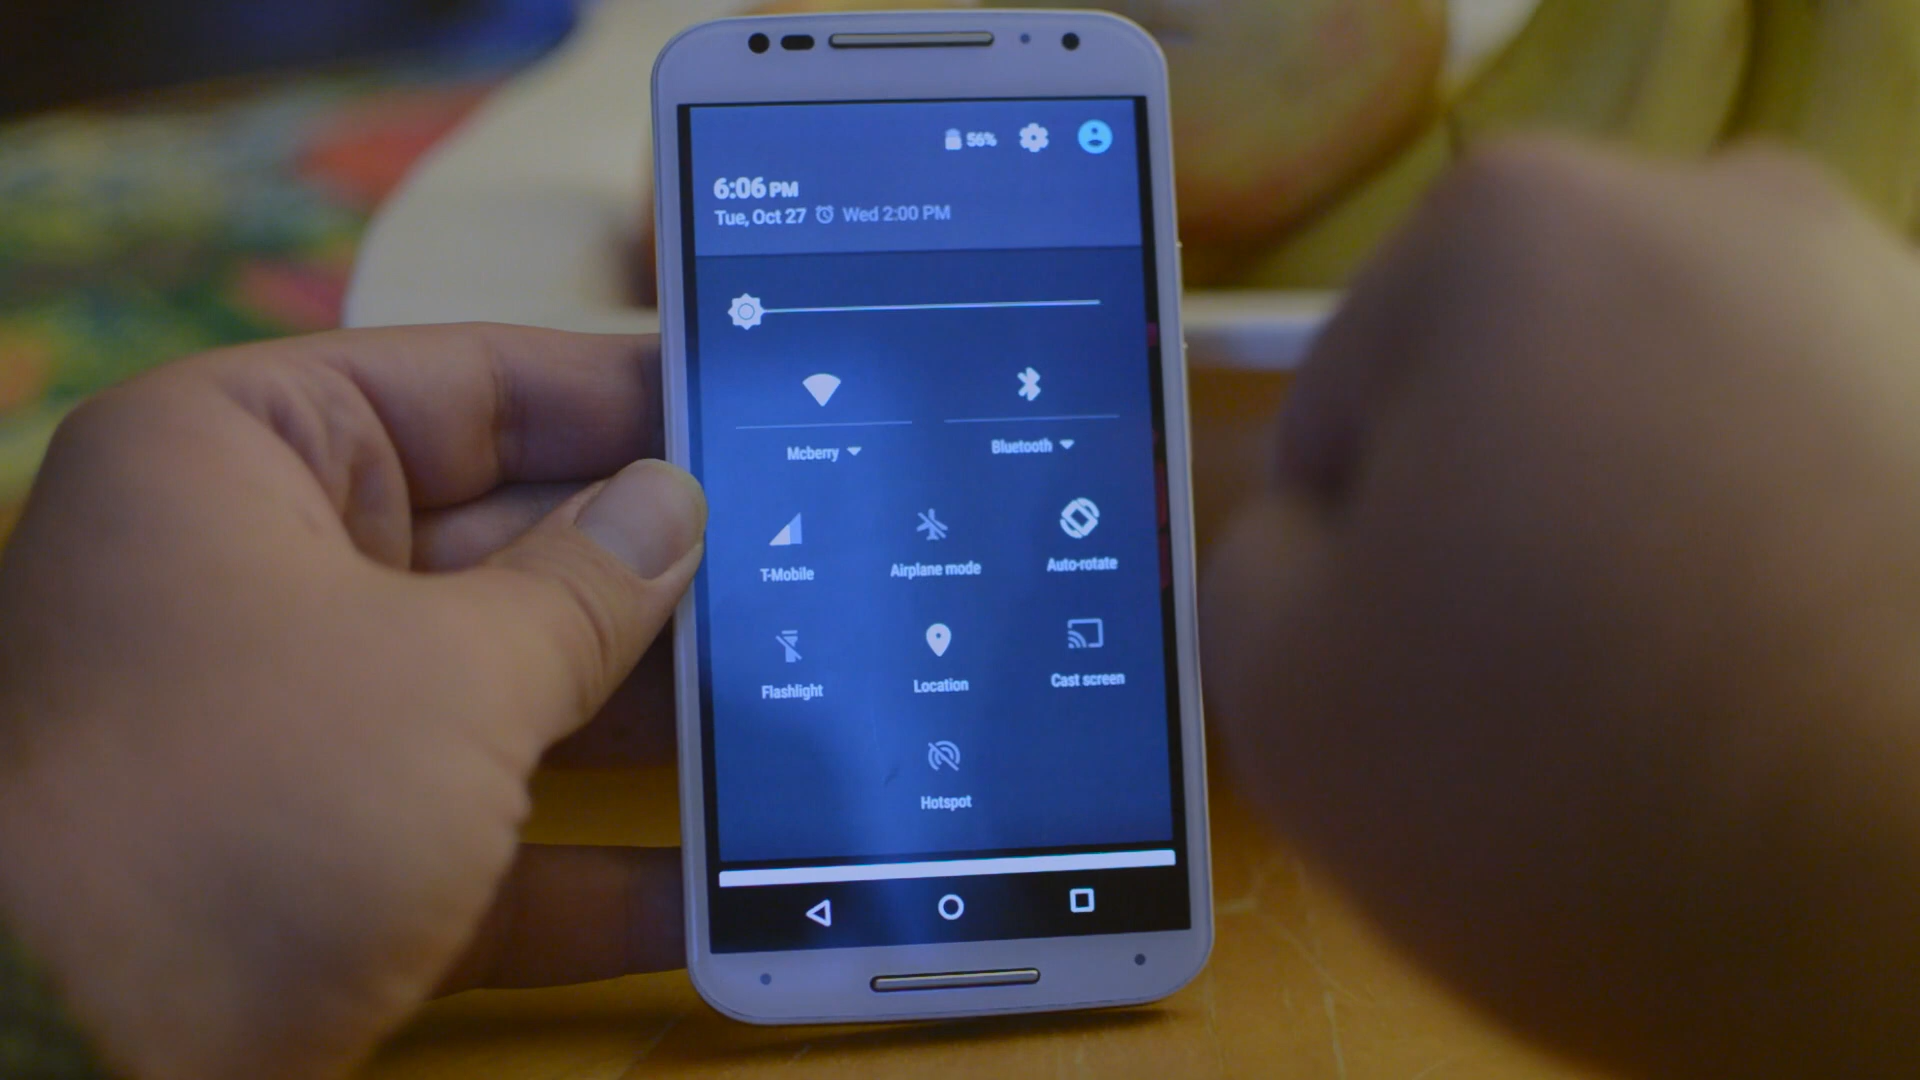 56%
6:06 PM
Tue, Oct 27 Wed 2:00 PM
Mcberry Bluetooth
T-Mobile Airplane mode Auto-rotate
Flashlight Location Cast screen
Hotspot